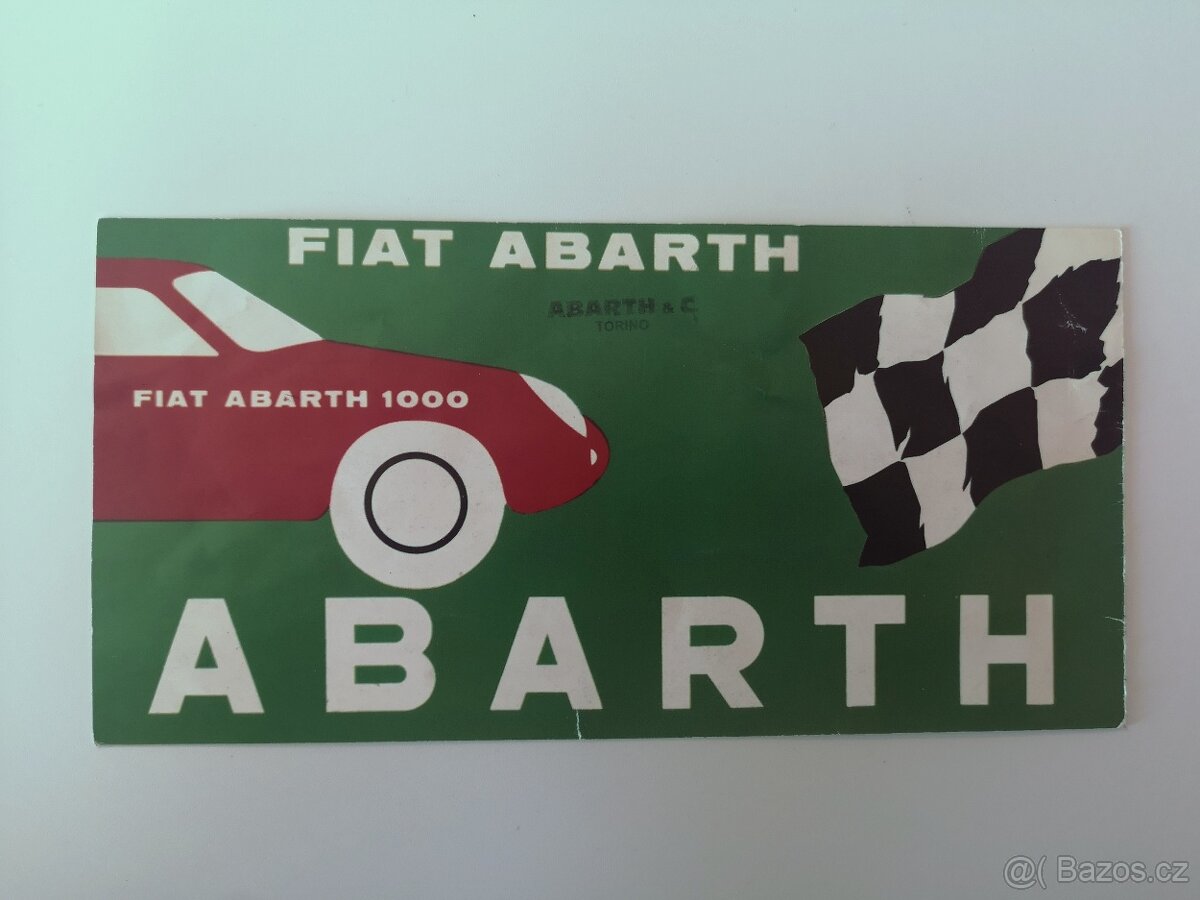 FIAT ABARTH
ABARTH & C
TORINO
FIAT ABARTH 1000
ABARTH
@( Bazos.cz